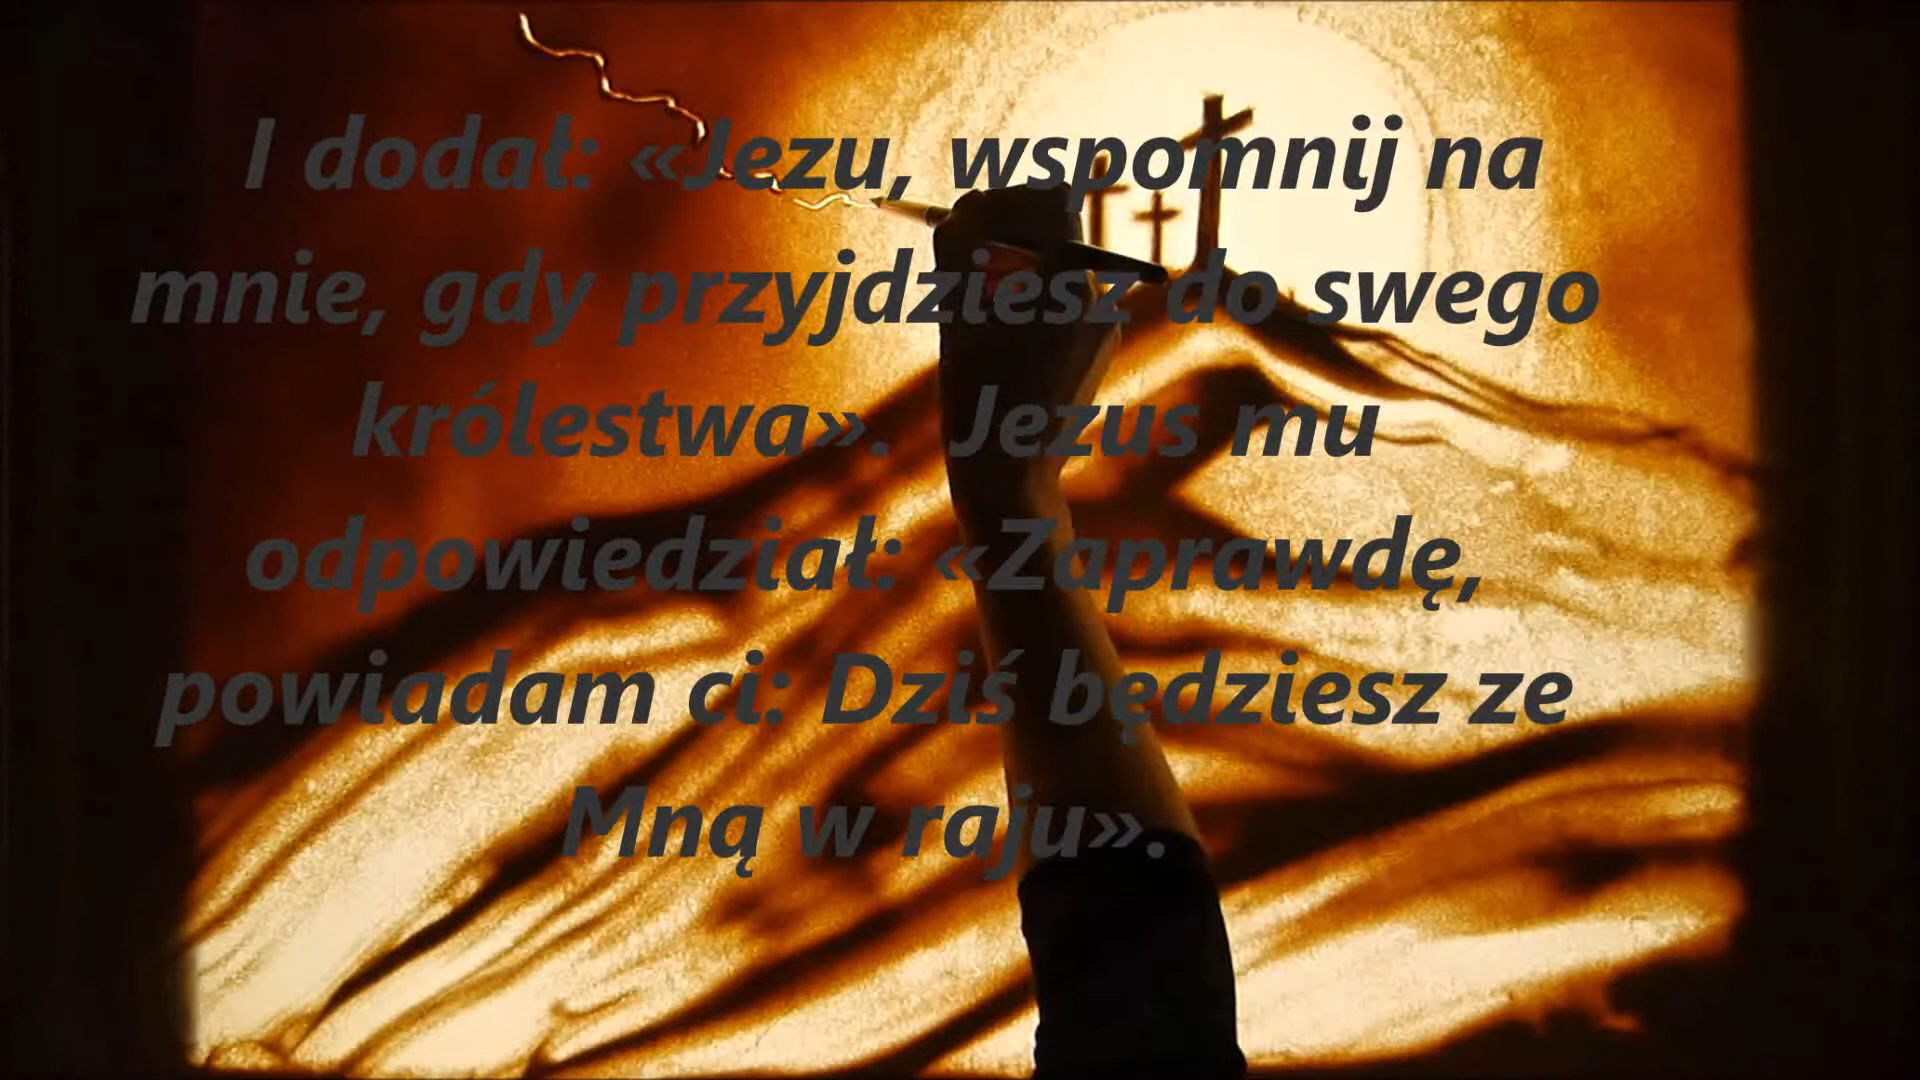 I dodał: «Jezu, wspomnij na
mnie, gdy przyjdziesz do swego
królestwa».  Jezus mu
odpowiedział: «Zaprawdę,
powiadam ci: Dziś będziesz ze
Mną w raju».